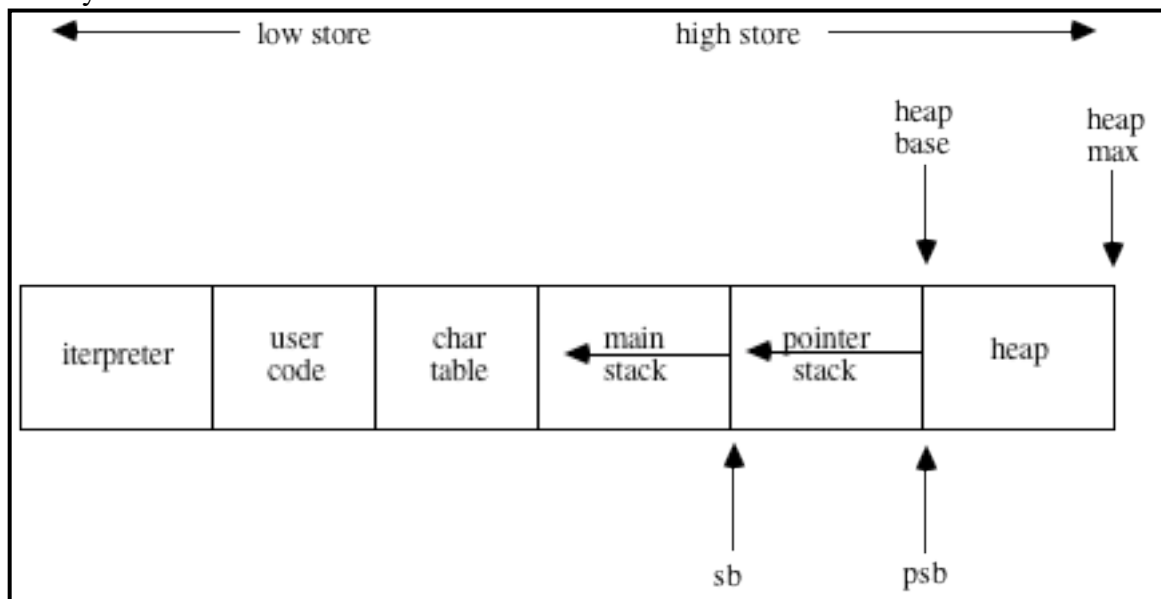 low store high store
heap
base
heap
max
iterpreter
user
code
char
table
main
stack
pointer
stack
heap
sb
psb